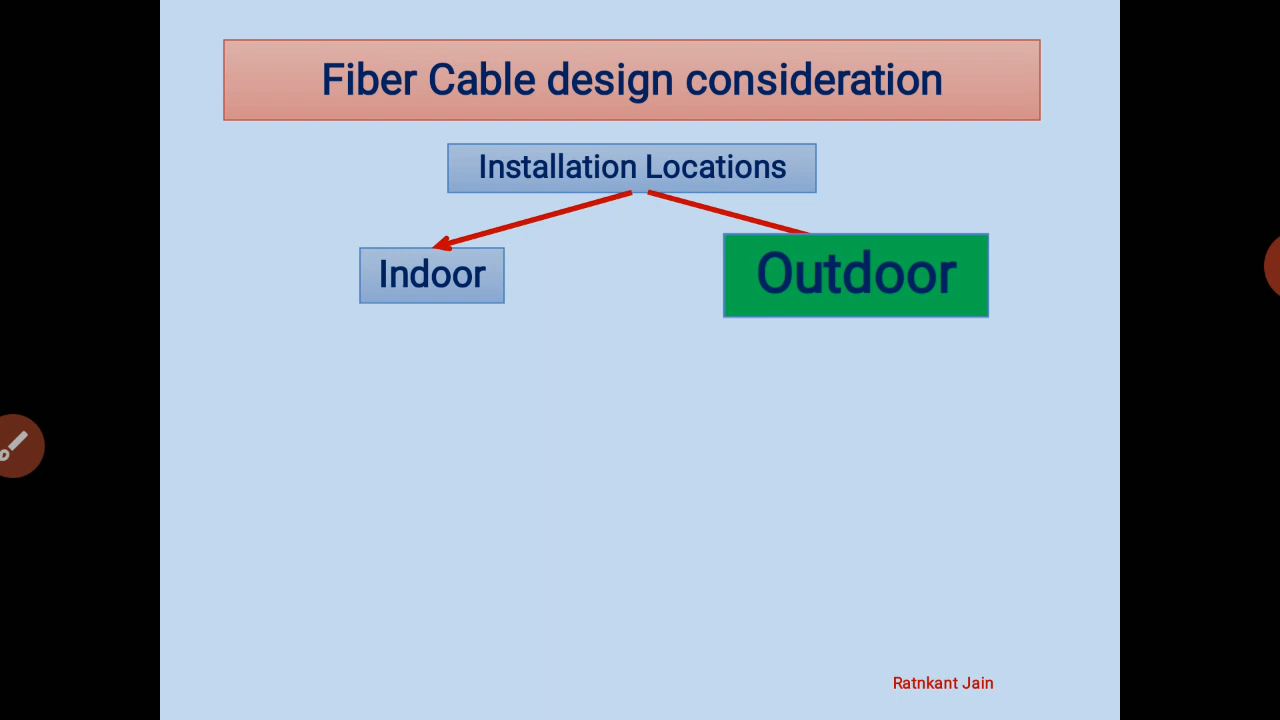 Fiber Cable design consideration
Installation Locations
Indoor
Outdoor
Ratnkant Jain